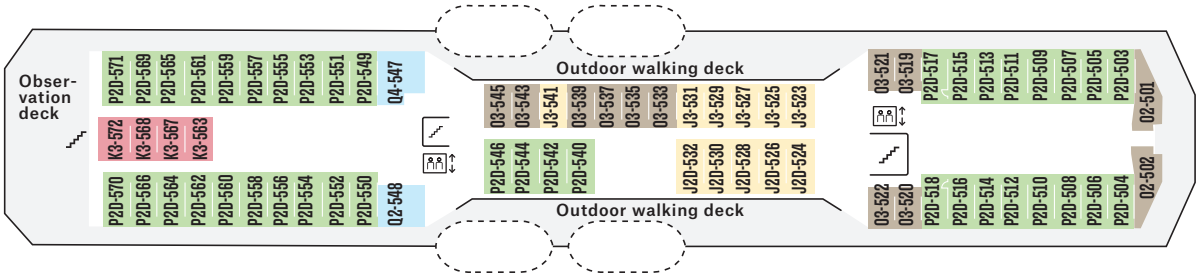 Obser-
vation
deck
P2D-571
P2D-569
P2D-565
P2D-561
P2D-559
P2D-557
P2D-555
P2D-553
P2D-551
P2D-549
Q4-547
K3-572
K3-568
K3-567
K3-563
P2D-570
P2D-566
P2D-564
P2D-562
P2D-560
P2D-558
P2D-556
P2D-554
P2D-552
P2D-550
Q2-548
Outdoor walking deck
O3-545
O3-543
J3-541
O3-539
O3-537
O3-535
O3-533
J3-531
J3-529
J3-527
J3-525
J3-523
P2D-546
P2D-544
P2D-542
P2D-540
J2D-532
J2D-530
J2D-528
J2D-526
J2D-524
Outdoor walking deck
O3-521
O3-519
P2D-517
P2D-515
P2D-513
P2D-511
P2D-509
P2D-507
P2D-505
P2D-503
O2-501
O3-522
O3-520
P2D-518
P2D-516
P2D-514
P2D-512
P2D-510
P2D-508
P2D-506
P2D-504
O2-502